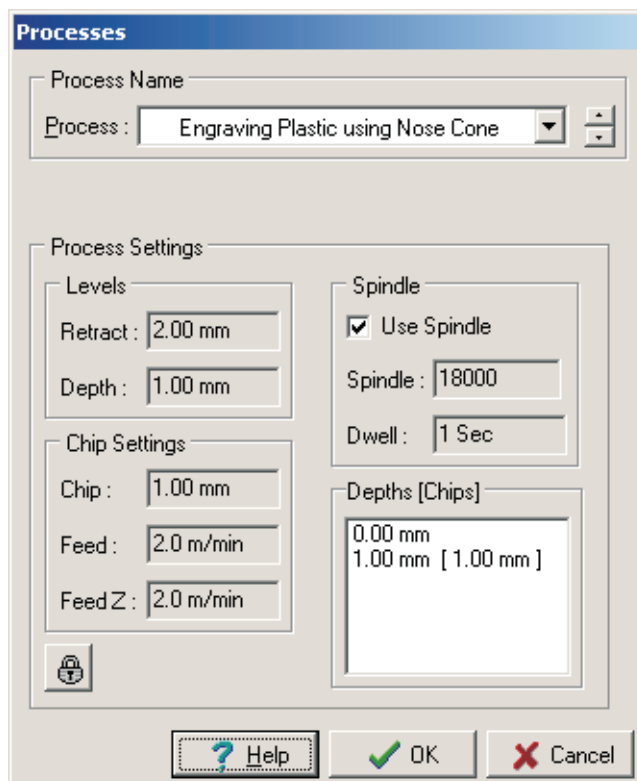 Processes
Process Name
Process : Engraving Plastic using Nose Cone
Process Settings
Levels
Retract : 2.00 mm
Depth : 1.00 mm
Chip Settings
Chip : 1.00 mm
Feed : 2.0 m/min
Feed Z : 2.0 m/min
Spindle
Use Spindle
Spindle : 18000
Dwell : 1 Sec
Depths [Chips]
0.00 mm
1.00 mm [ 1.00 mm ]
? Help
OK
Cancel